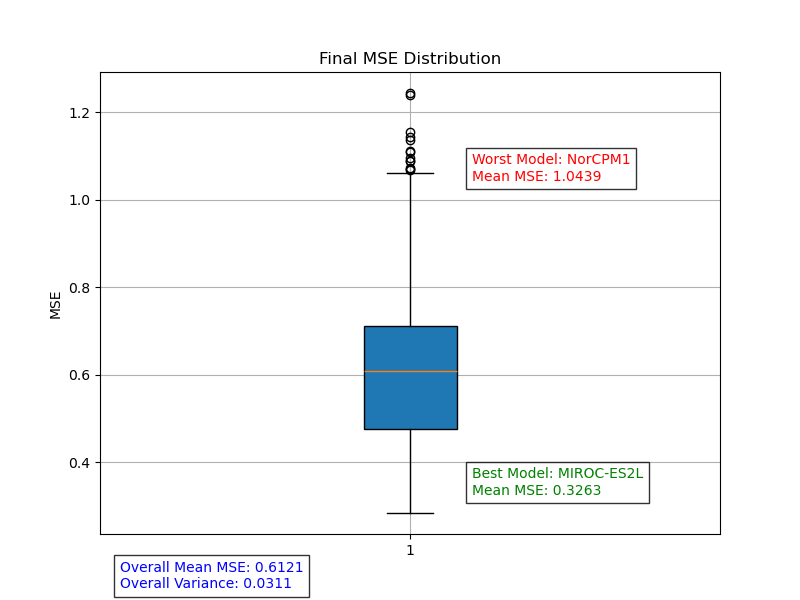 Final MSE Distribution
1.2
1.0
0.8
0.6
0.4
MSE
Worst Model: NorCPM1
Mean MSE: 1.0439
Best Model: MIROC-ES2L
Mean MSE: 0.3263
1
Overall Mean MSE: 0.6121
Overall Variance: 0.0311